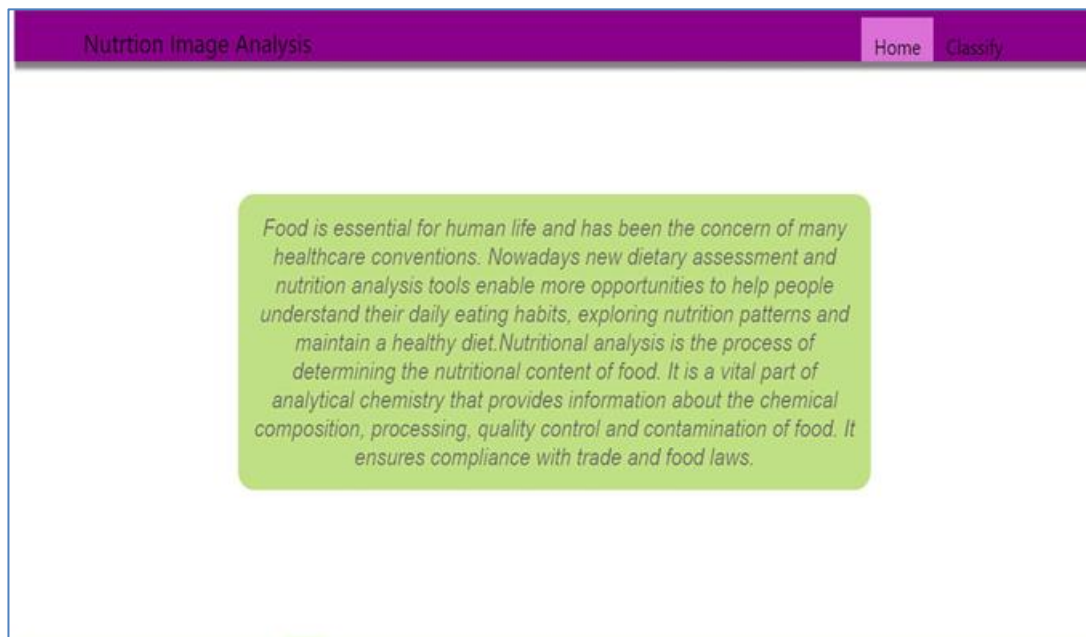 Nutrtion Image Analysis
Home
Classify
Food is essential for human life and has been the concern of many
healthcare conventions. Nowadays new dietary assessment and
nutrition analysis tools enable more opportunities to help people
understand their daily eating habits, exploring nutrition patterns and
maintain a healthy diet.Nutritional analysis is the process of
determining the nutritional content of food. It is a vital part of
analytical chemistry that provides information about the chemical
composition, processing, quality control and contamination of food. It
ensures compliance with trade and food laws.